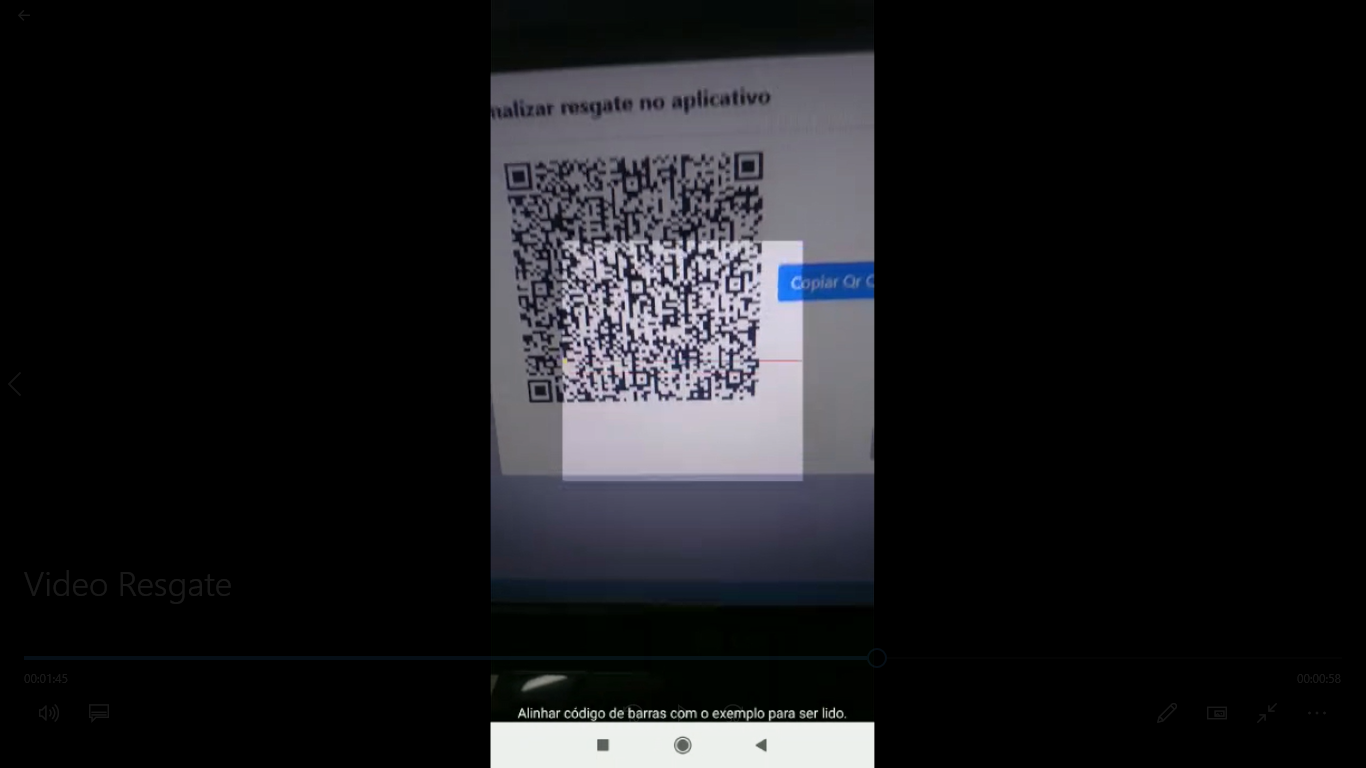 nalizar resgate no aplicativo
Copiar Qr C
Video Resgate
00:01:45
00:00:58
Alinhar código de barras com o exemplo para ser lido.